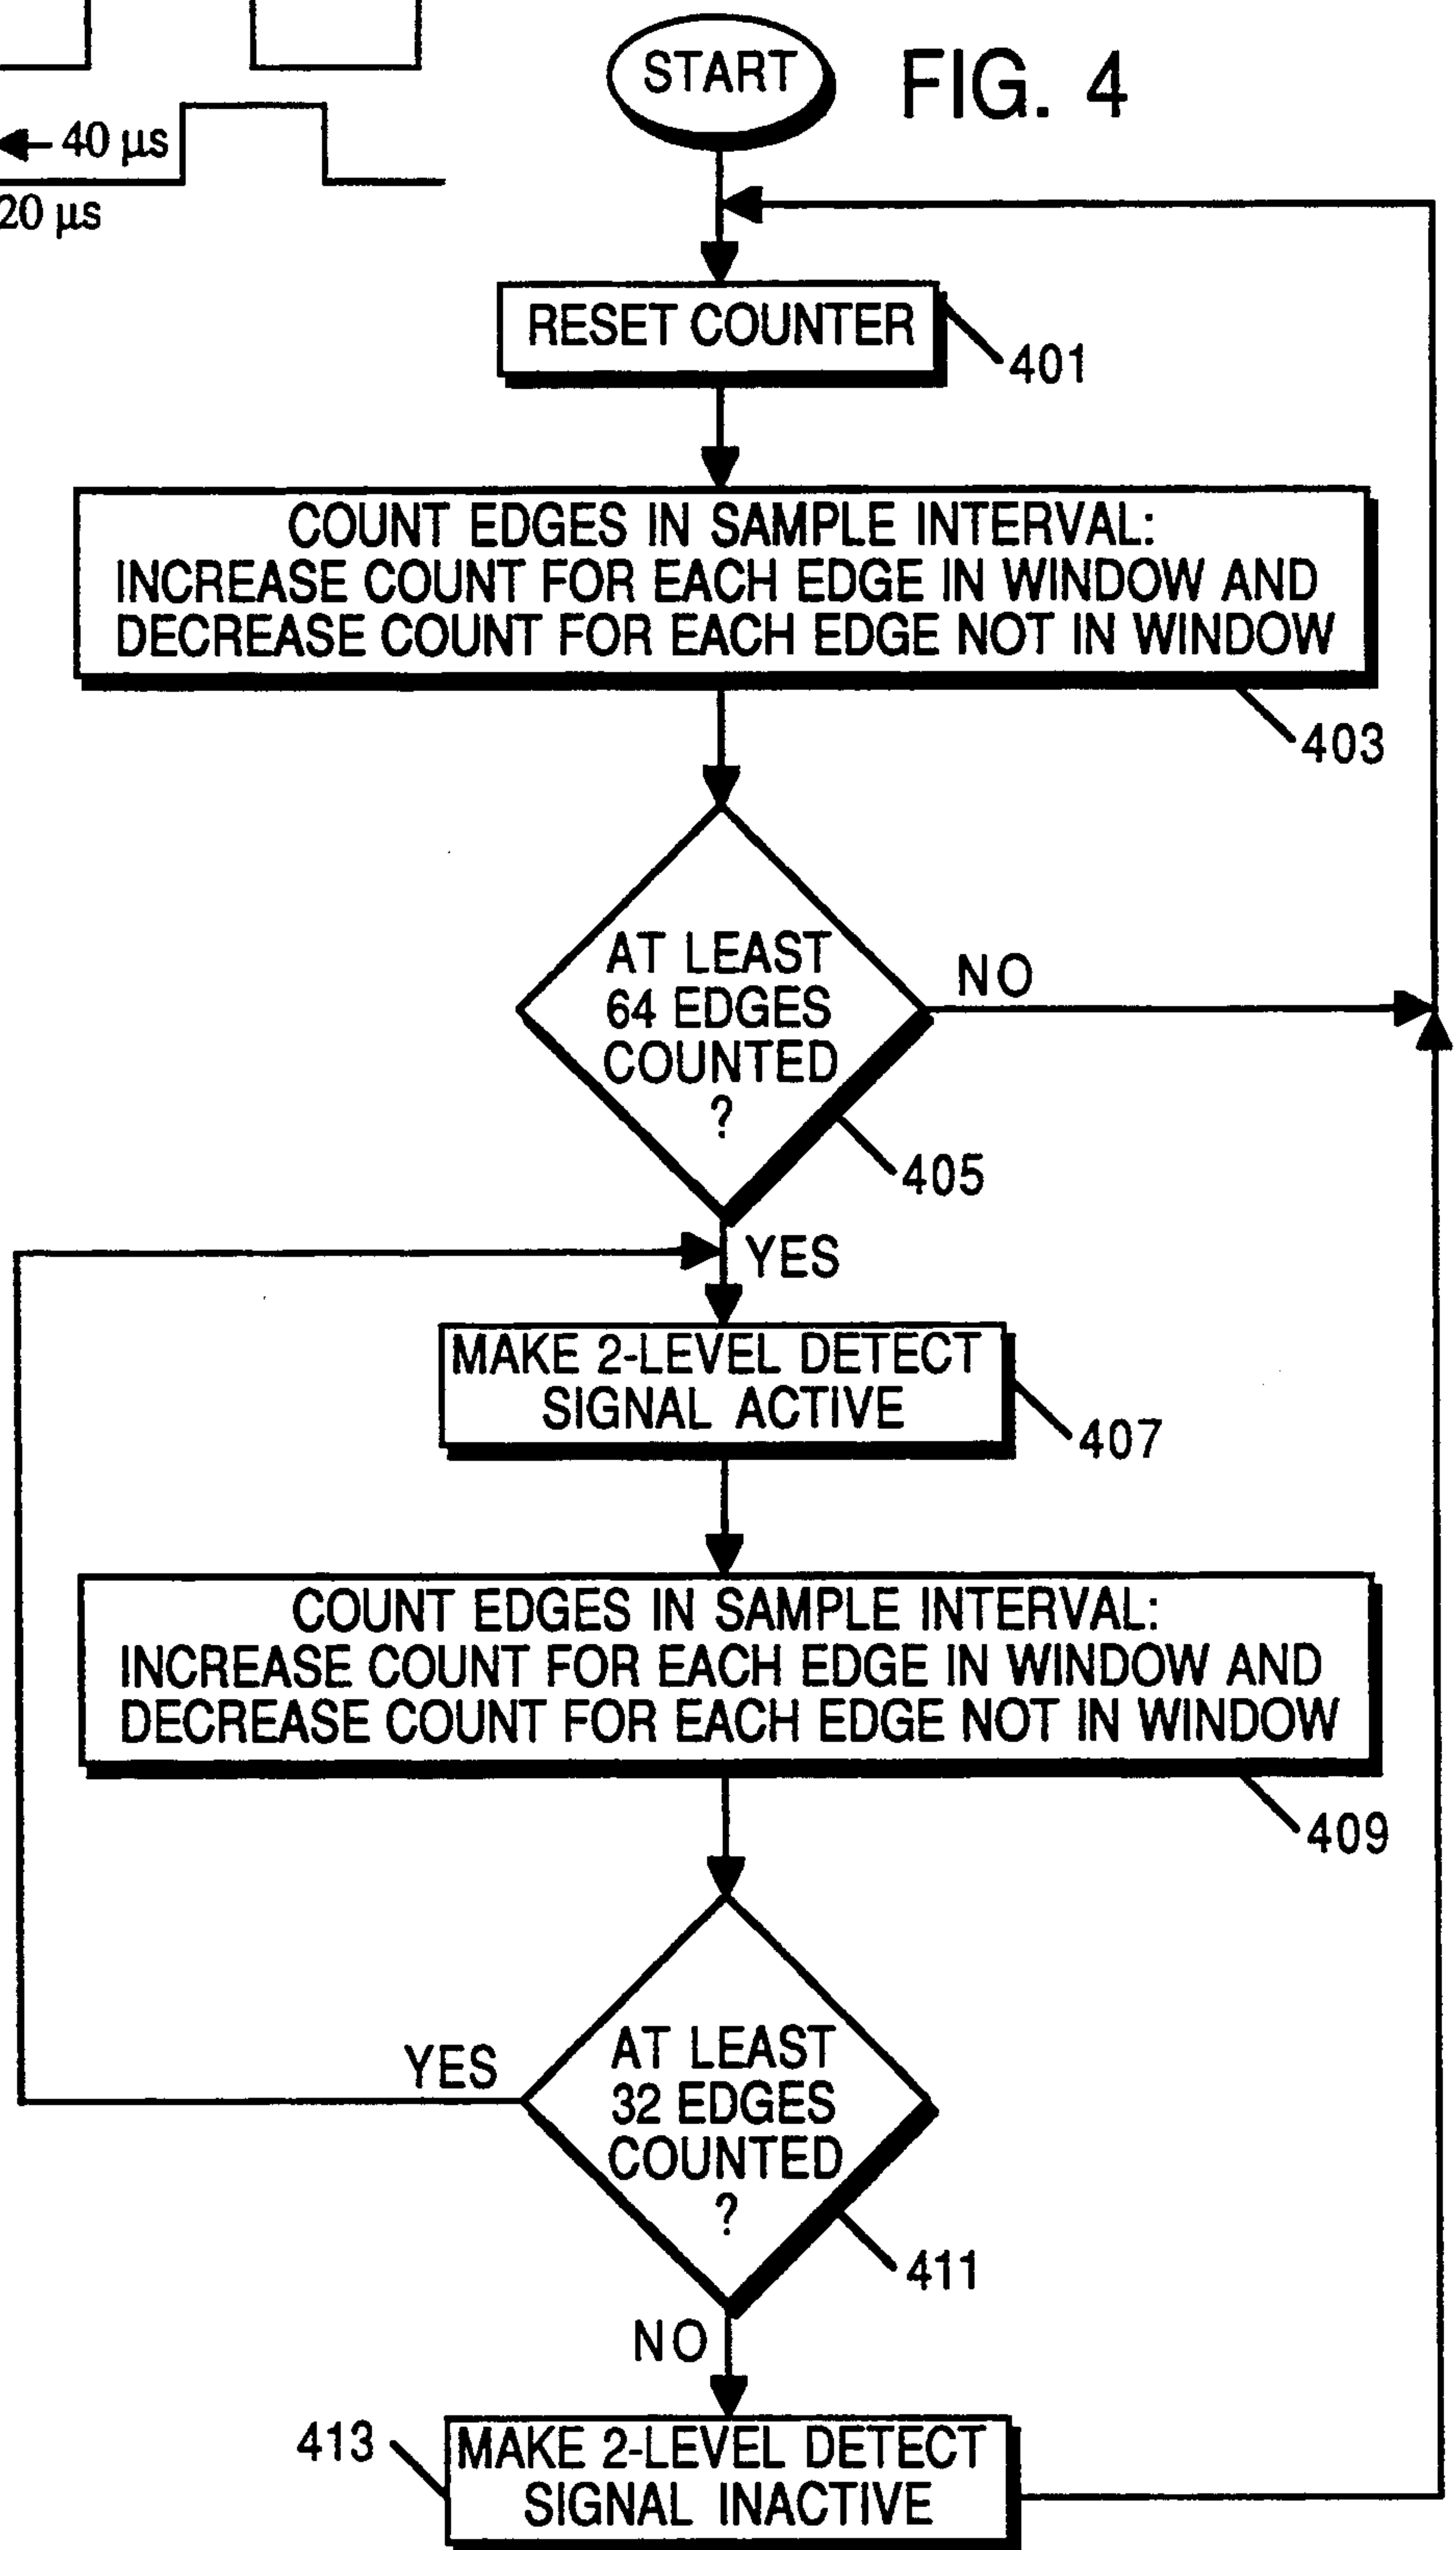 START
FIG. 4
40 μs
20 μs
RESET COUNTER
401
COUNT EDGES IN SAMPLE INTERVAL:
INCREASE COUNT FOR EACH EDGE IN WINDOW AND
DECREASE COUNT FOR EACH EDGE NOT IN WINDOW
403
AT LEAST
64 EDGES
COUNTED
?
NO
405
YES
MAKE 2-LEVEL DETECT
SIGNAL ACTIVE
407
COUNT EDGES IN SAMPLE INTERVAL:
INCREASE COUNT FOR EACH EDGE IN WINDOW AND
DECREASE COUNT FOR EACH EDGE NOT IN WINDOW
409
YES
AT LEAST
32 EDGES
COUNTED
?
411
NO
413
MAKE 2-LEVEL DETECT
SIGNAL INACTIVE